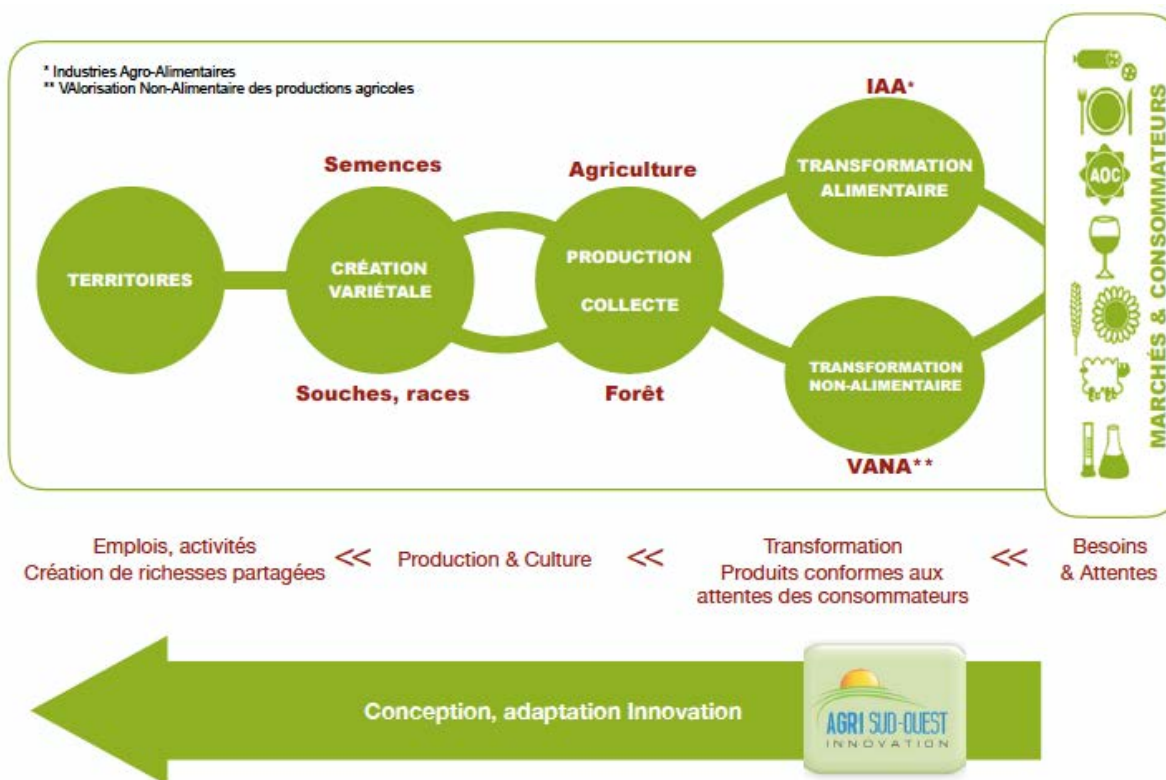 * Industries Agro-Alimentaires
** VAlorisation Non-Alimentaire des productions agricoles
TERRITOIRES
Semences
CRÉATION
VARIÉTALE
Souches, races
Agriculture
PRODUCTION
COLLECTE
Forêt
IAA*
TRANSFORMATION
ALIMENTAIRE
TRANSFORMATION
NON-ALIMENTAIRE
VANA**
AOC
MARCHÉS & CONSOMMATEURS
Emplois, activités
Création de richesses partagées
<<
Production & Culture
<<
Transformation
Produits conformes aux
attentes des consommateurs
<<
Besoins
& Attentes
Conception, adaptation Innovation
AGRI SUD-OUEST
INNOVATION